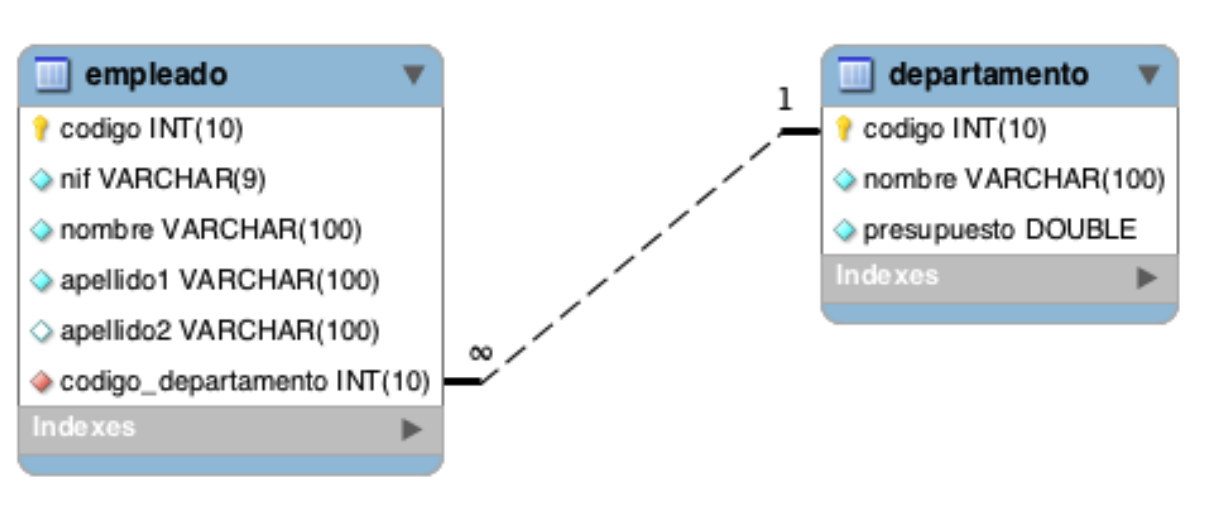 empleado
codigo INT(10)
nif VARCHAR(9)
nombre VARCHAR(100)
apellido1 VARCHAR(100)
apellido2 VARCHAR(100)
codigo_departamento INT(10)
Indexes
∞
1
departamento
codigo INT(10)
nombre VARCHAR(100)
presupuesto DOUBLE
Indexes